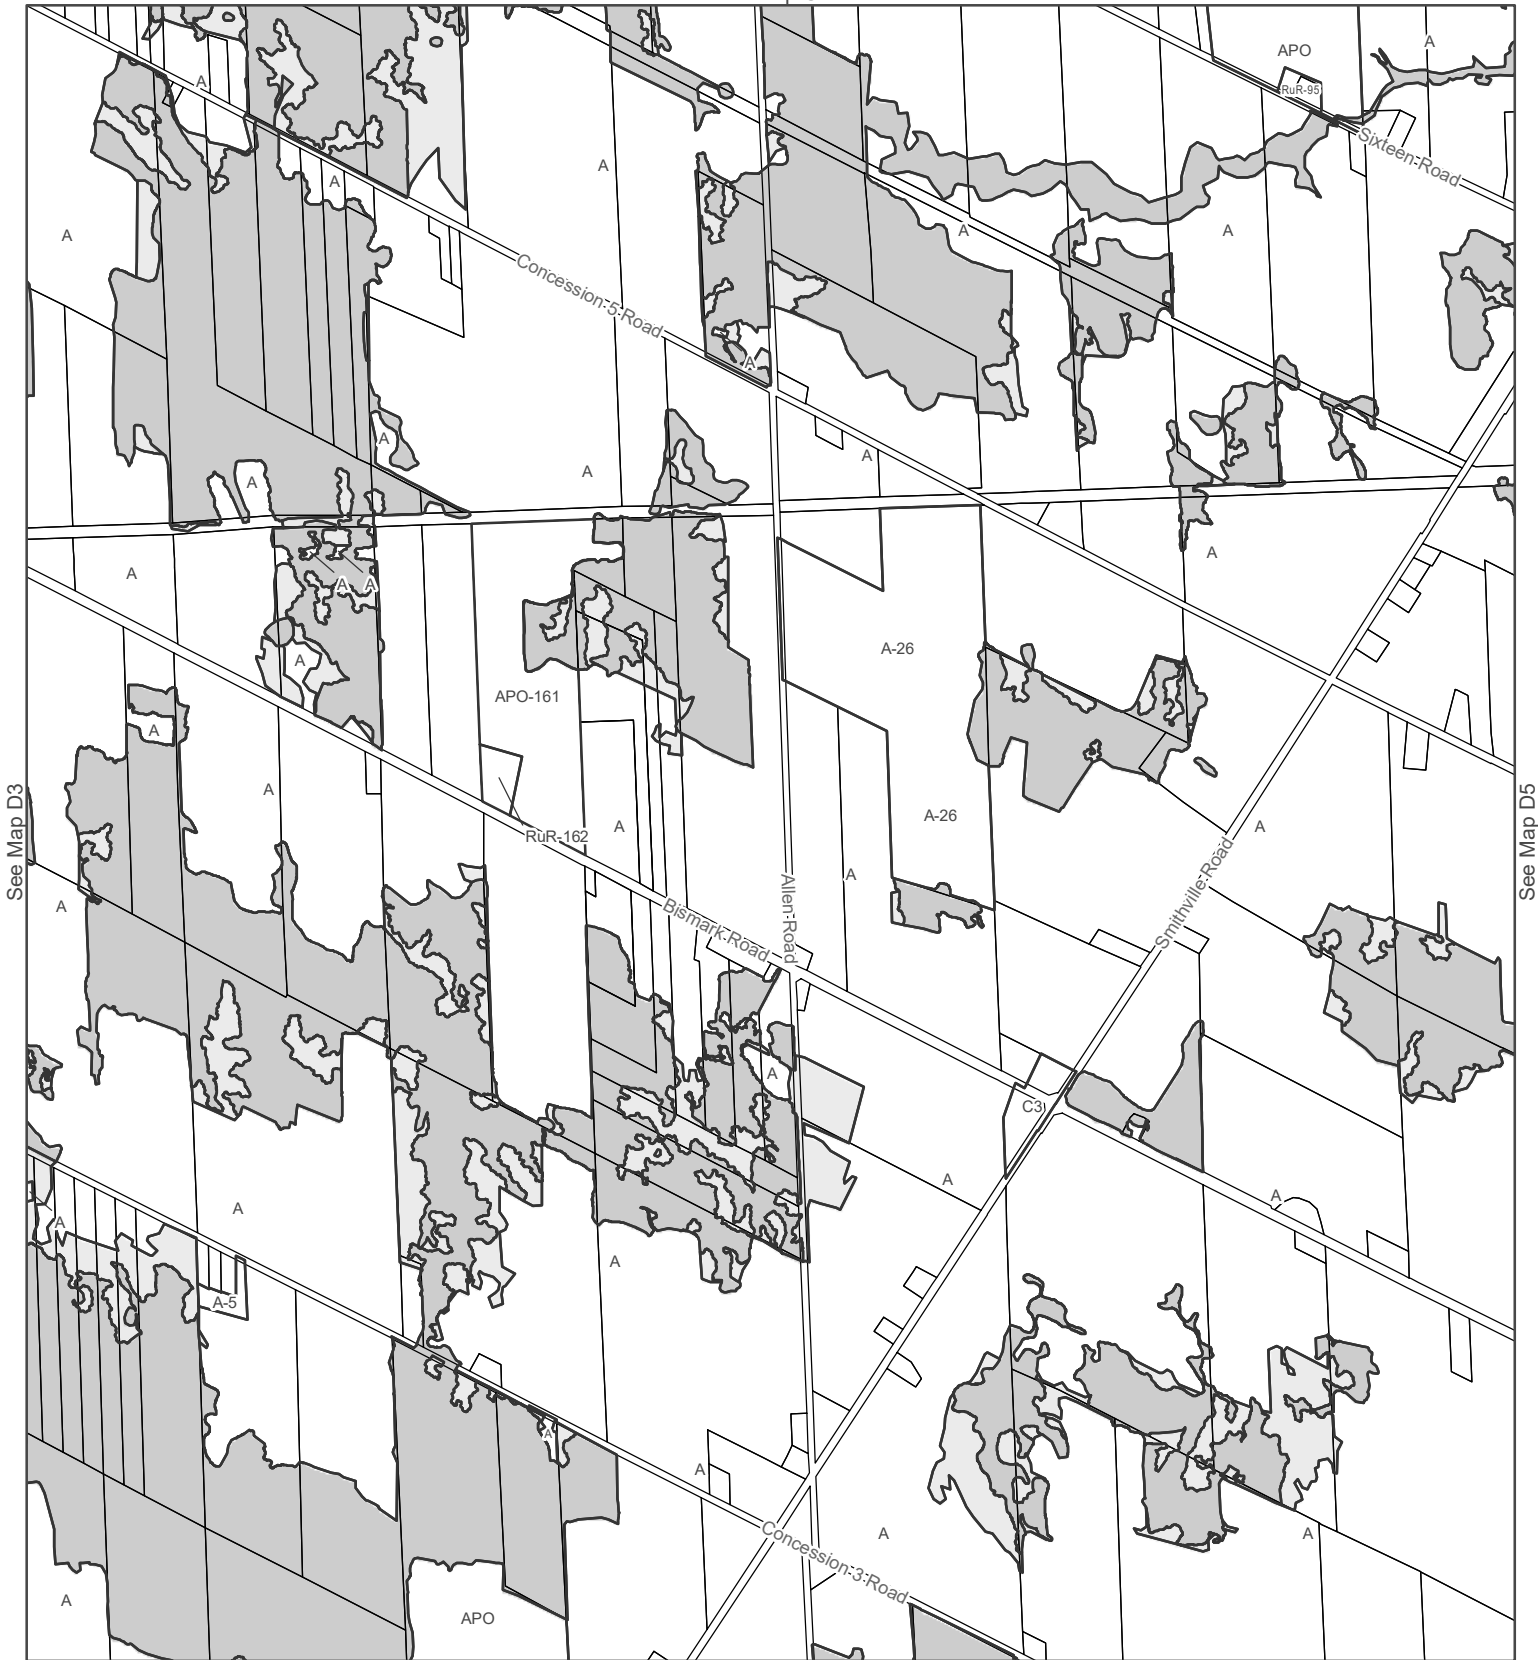 APO
A
A
RuR-95
Sixteen Road
A
A
A
A
A
Concession 5 Road
A
A
A
A
A
A
A
A
A
A
A-26
A
APO-161
A
A
See Map D3
See Map D5
A-26
A
A
RuR-162
A
Allen Road
Smithville Road
A
Bismark Road
A
C3
A
A
A
A
A
A-5
A
A
A
Concession 3 Road
A
A
APO